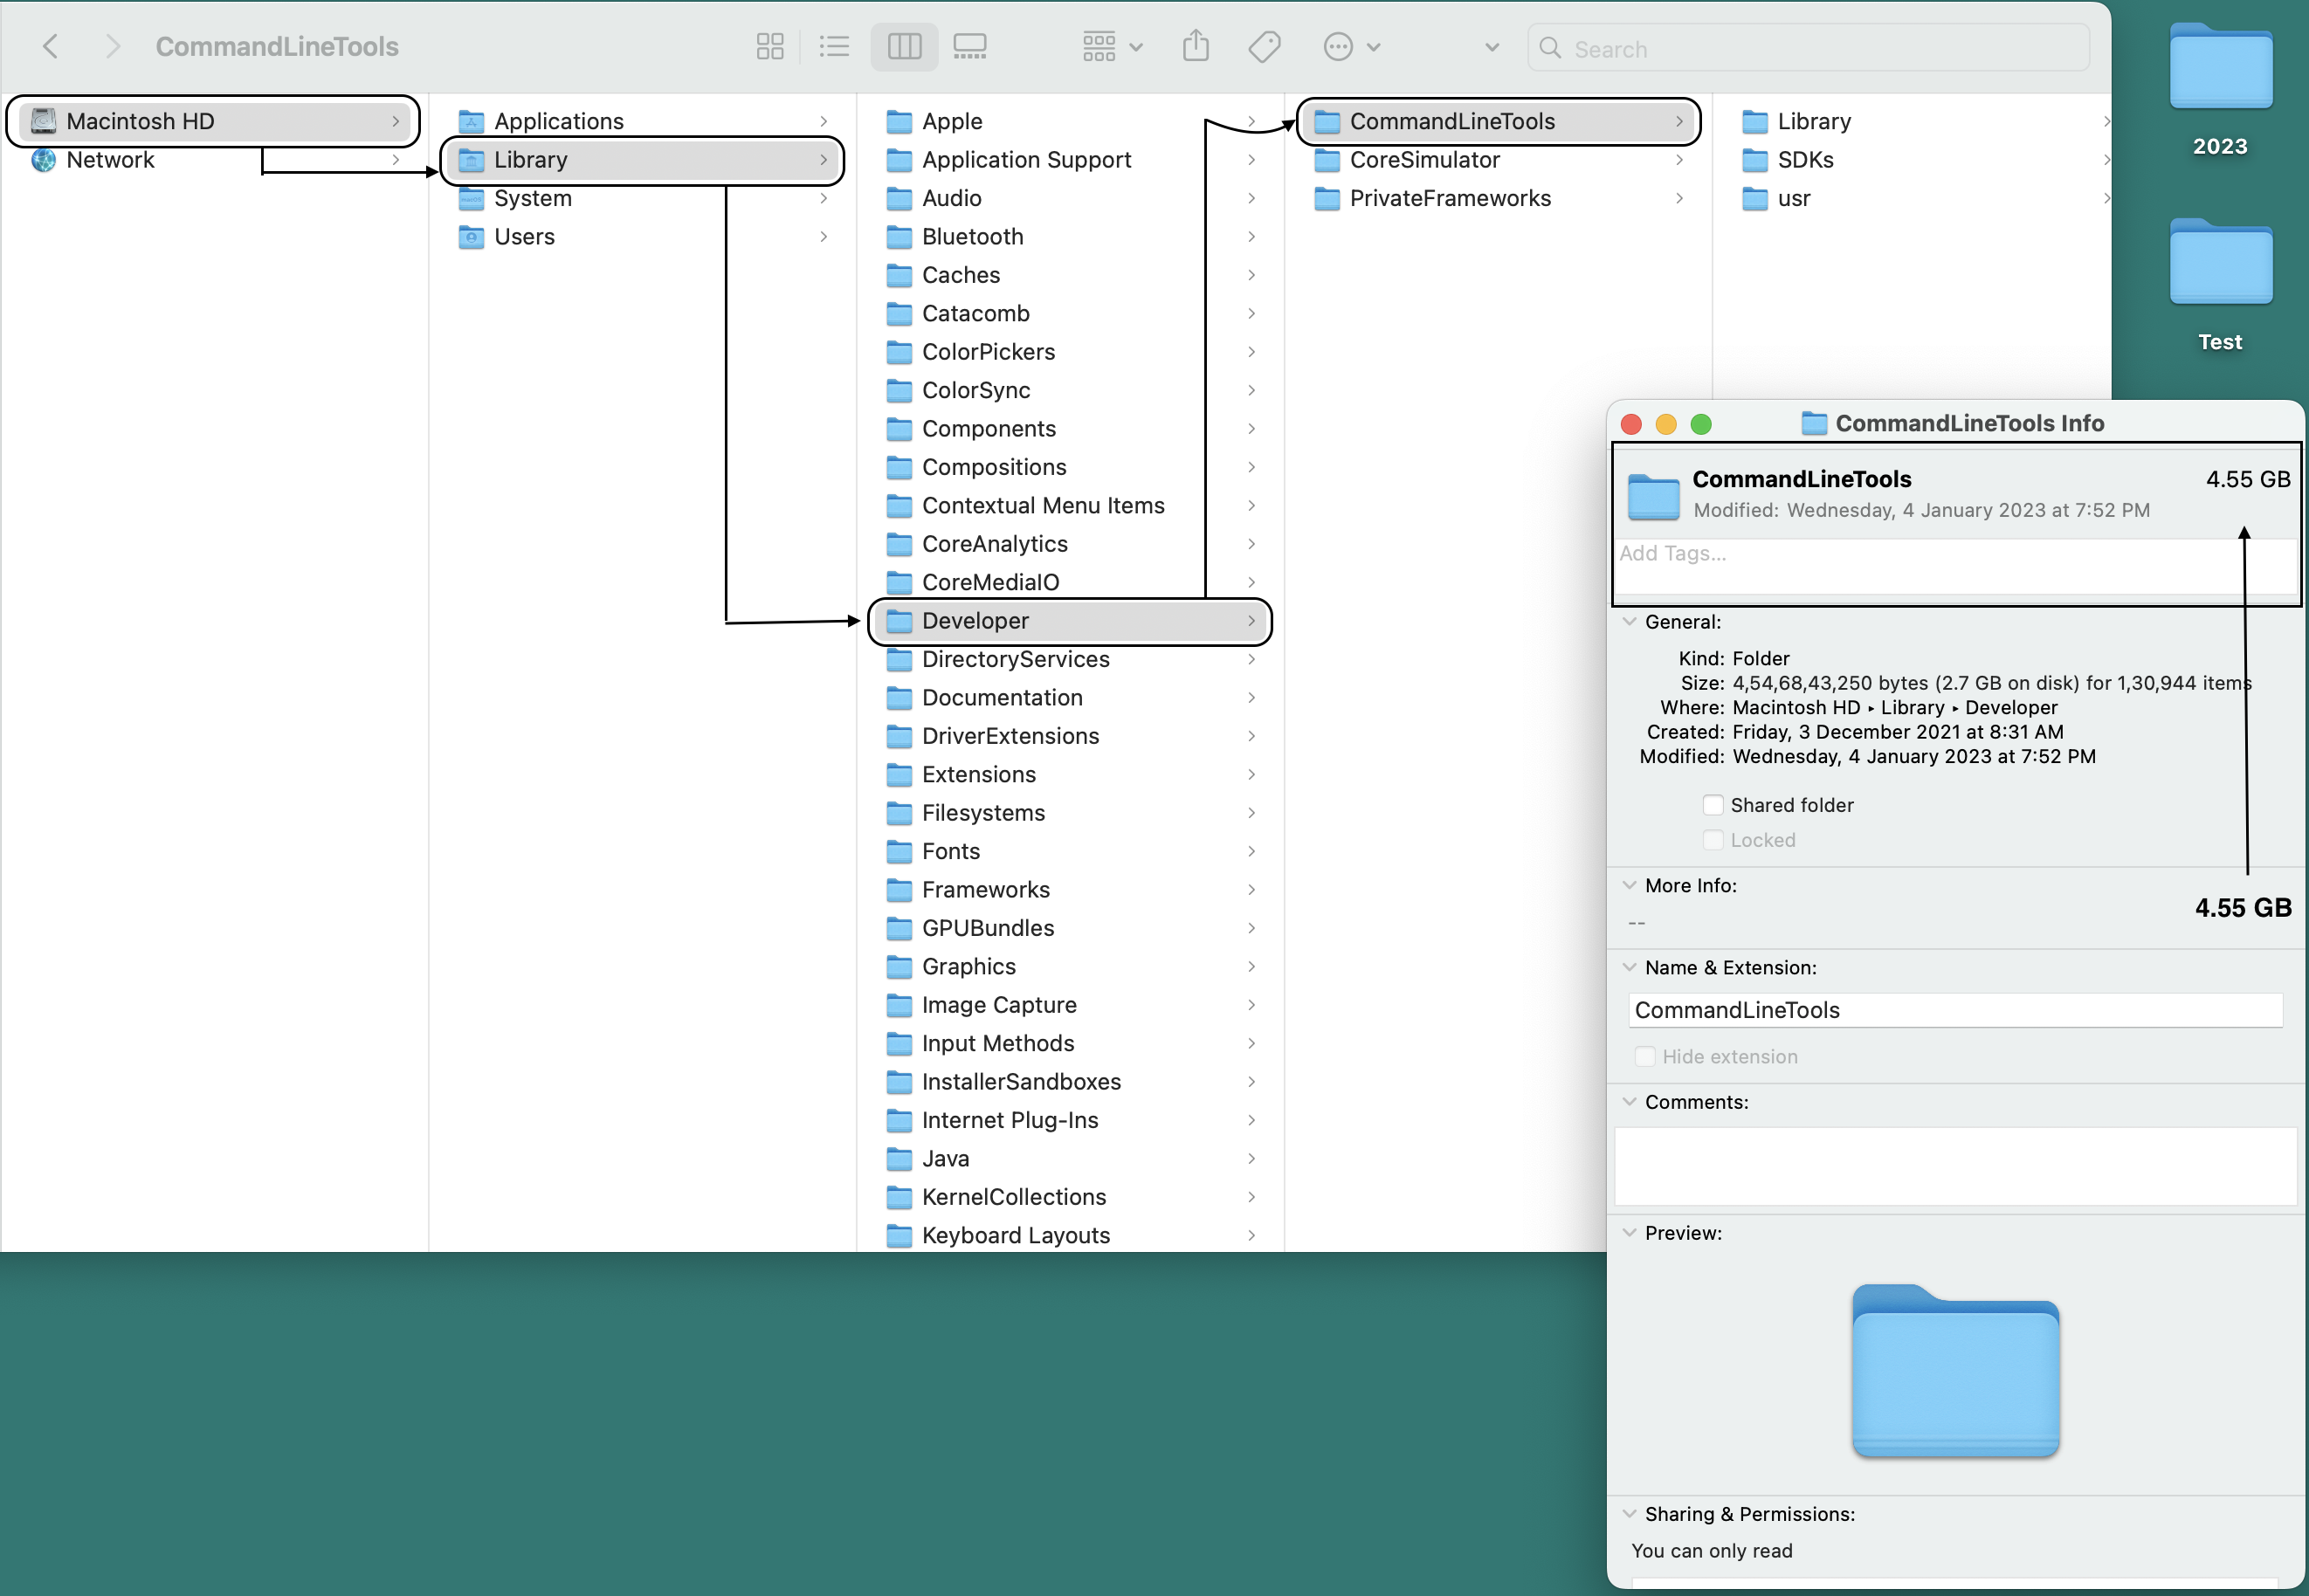 CommandLineTools
Search
Macintosh HD
Network
Applications
Library
System
Users
Apple
Application Support
Audio
Bluetooth
Caches
Catacomb
ColorPickers
ColorSync
Components
Compositions
Contextual Menu Items
CoreAnalytics
CoreMediaIO
Developer
DirectoryServices
Documentation
DriverExtensions
Extensions
Filesystems
Fonts
Frameworks
GPUBundles
Graphics
Image Capture
Input Methods
InstallerSandboxes
Internet Plug-Ins
Java
KernelCollections
Keyboard Layouts
CommandLineTools
CoreSimulator
PrivateFrameworks
Library
SDKs
usr
2023
Test
CommandLineTools Info
CommandLineTools 4.55 GB
Modified: Wednesday, 4 January 2023 at 7:52 PM
Add Tags...
General:
Kind: Folder
Size: 4,54,68,43,250 bytes (2.7 GB on disk) for 1,30,944 items
Where: Macintosh HD ▸ Library ▸ Developer
Created: Friday, 3 December 2021 at 8:31 AM
Modified: Wednesday, 4 January 2023 at 7:52 PM
Shared folder
Locked
More Info:
--
4.55 GB
Name & Extension:
CommandLineTools
Hide extension
Comments:
Preview:
Sharing & Permissions:
You can only read